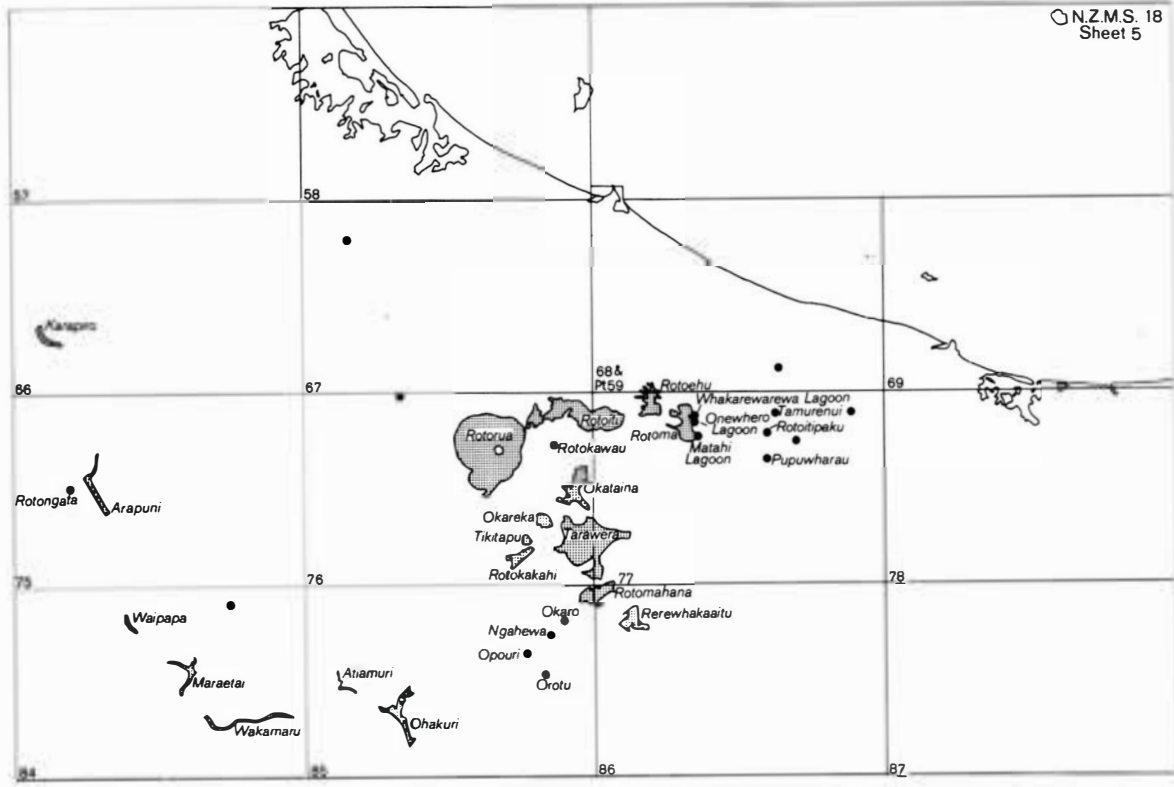 N.Z.M.S. 18
Sheet 5
57
58
Karapiro
66
67
68 &
Pt59
69
Rotoehu
Whakarewarewa Lagoon
Rotoiti
Onewhero
Lagoon
Tamurenui
Rotorua
Rotokawau
Rotoma
Rotoitipaku
Matahi
Lagoon
Pupuwharau
Rotongata
Arapuni
Okataina
Okareka
Tikitapu
Tarawera
Rotokakahi
75
76
77
78
Rotomahana
Waipapa
Okaro
Rerewhakaaitu
Ngahewa
Opouri
Maraetai
Atiamuri
Orotu
Wakamaru
Ohakuri
84
85
86
87